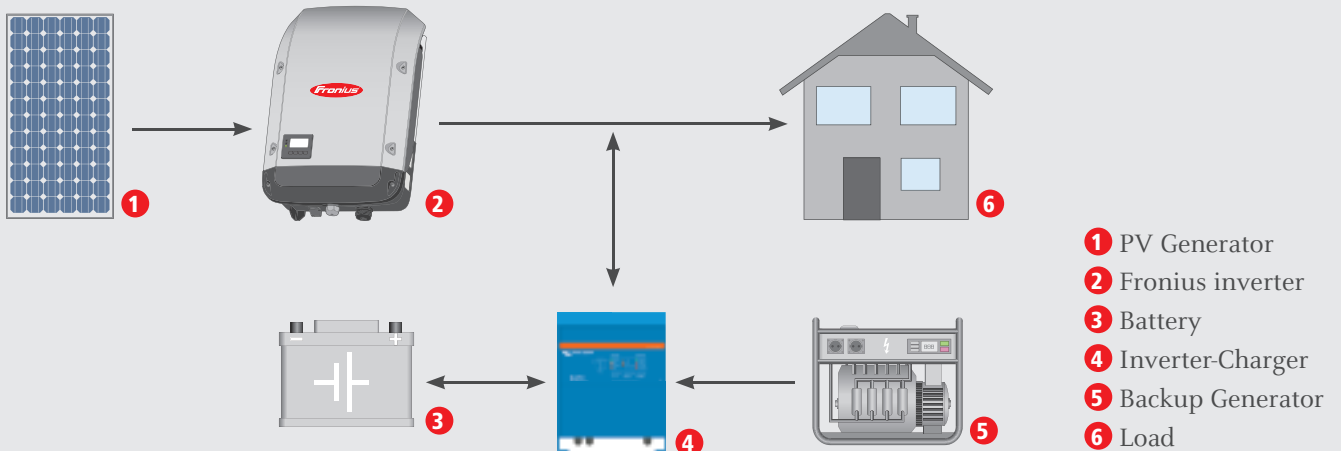 Fronius
1
2
6
− +
3
4
5
1 PV Generator
2 Fronius inverter
3 Battery
4 Inverter-Charger
5 Backup Generator
6 Load